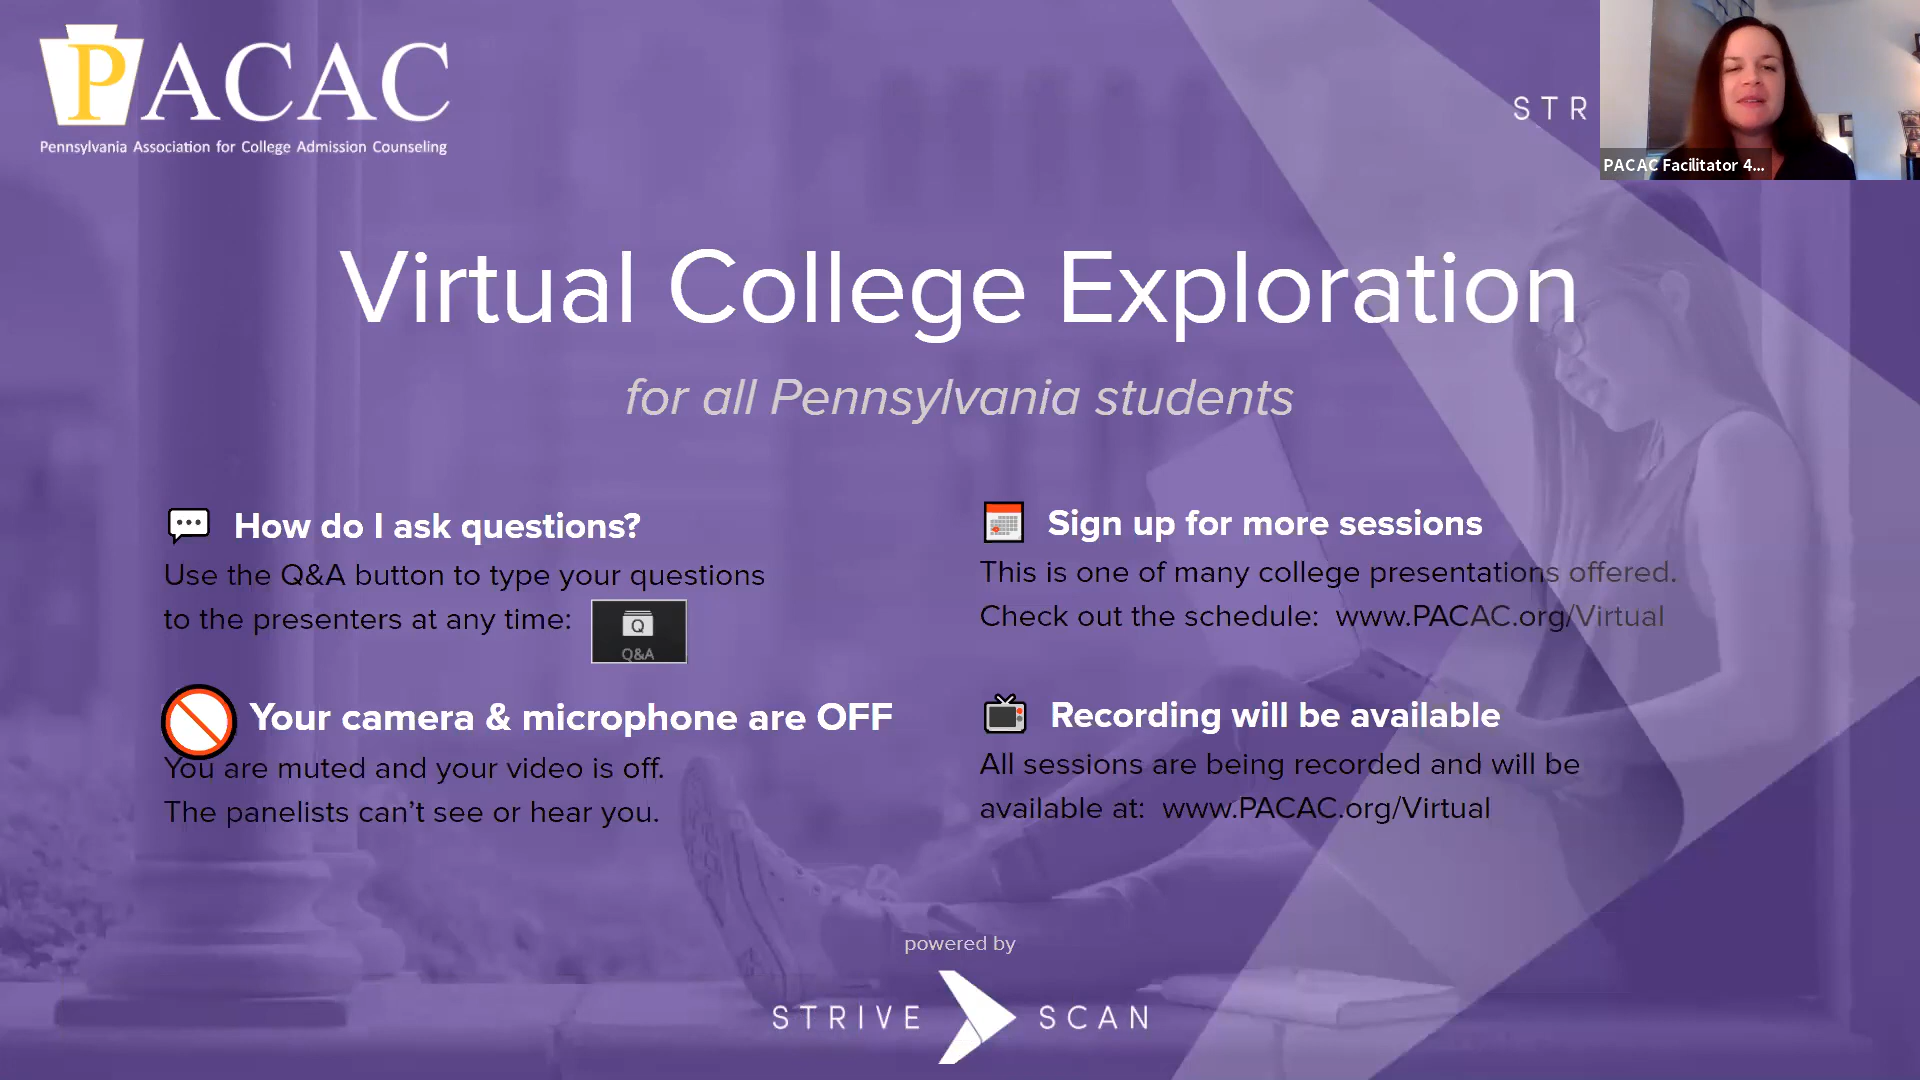 PACAC
Pennsylvania Association for College Admission Counseling
STR
PACAC Facilitator 4...
Virtual College Exploration
for all Pennsylvania students
How do I ask questions?
Use the Q&A button to type your questions
to the presenters at any time:
Q
Q&A
Sign up for more sessions
This is one of many college presentations offered.
Check out the schedule: www.PACAC.org/Virtual
Your camera & microphone are OFF
You are muted and your video is off.
The panelists can't see or hear you.
Recording will be available
All sessions are being recorded and will be
available at: www.PACAC.org/Virtual
powered by
STRIVE SCAN